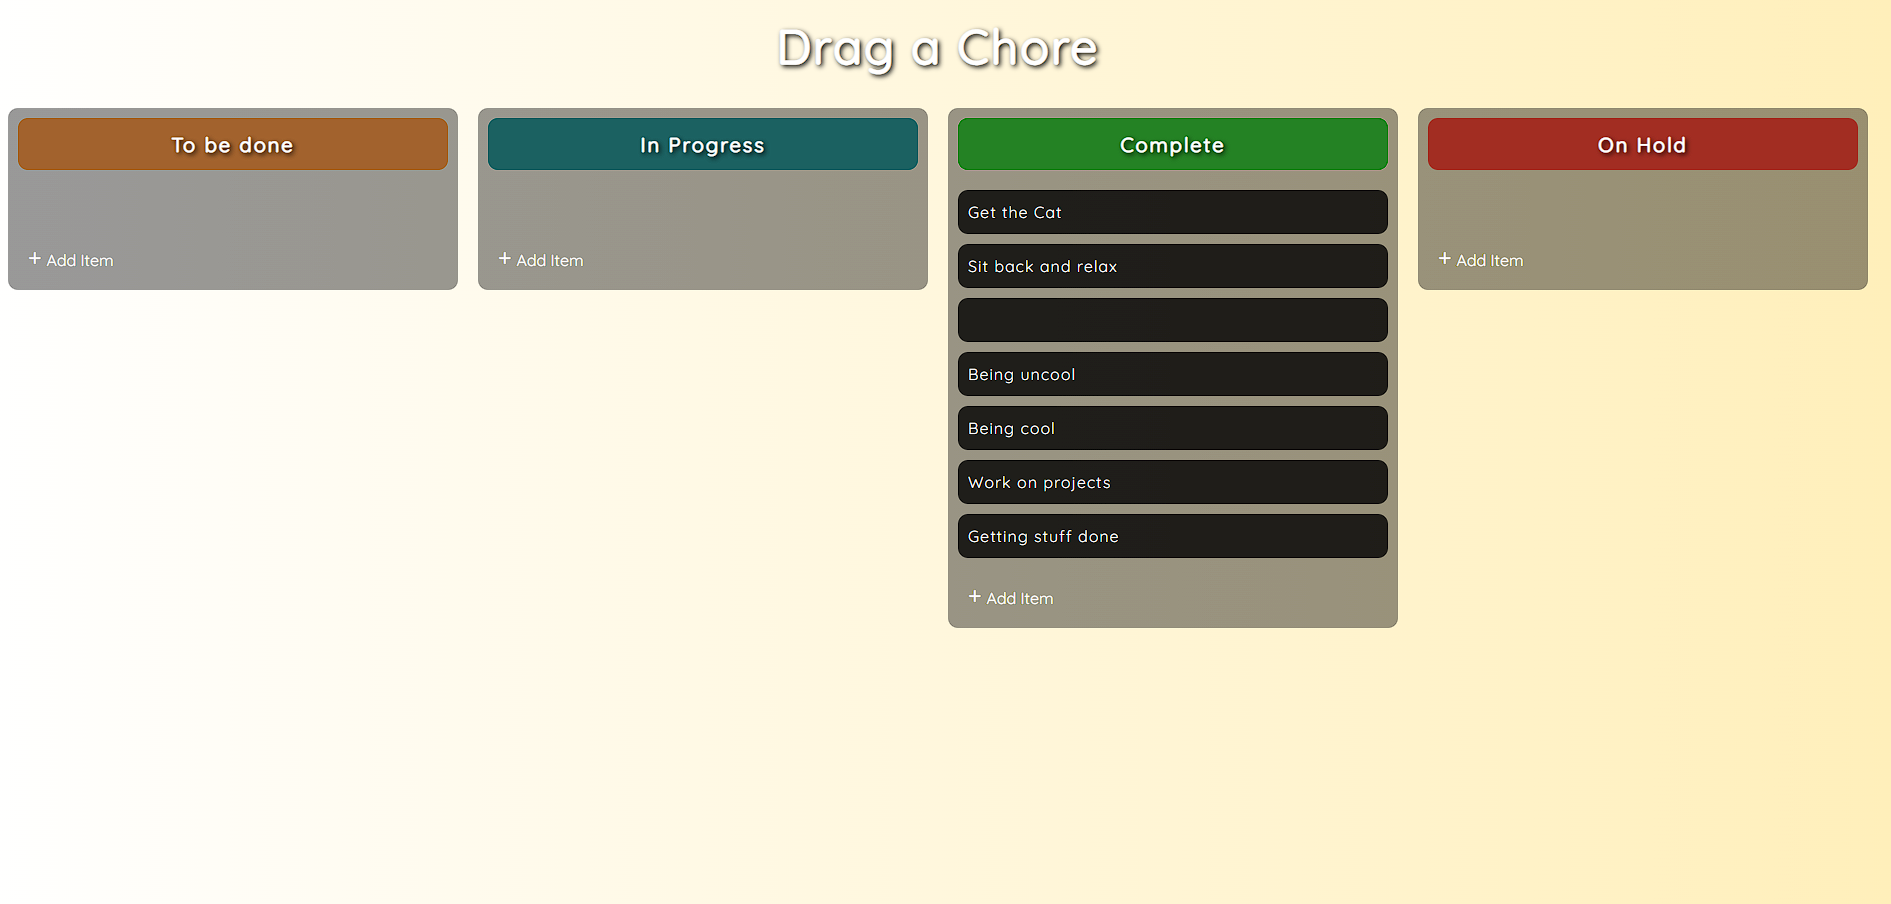 Drag a Chore
To be done
+ Add Item
In Progress
+ Add Item
Complete
Get the Cat
Sit back and relax
Being uncool
Being cool
Work on projects
Getting stuff done
+ Add Item
On Hold
+ Add Item